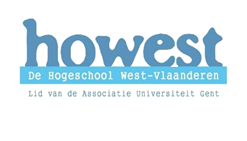 howest
De Hogeschool West-Vlaanderen
Lid van de Associatie Universiteit Gent